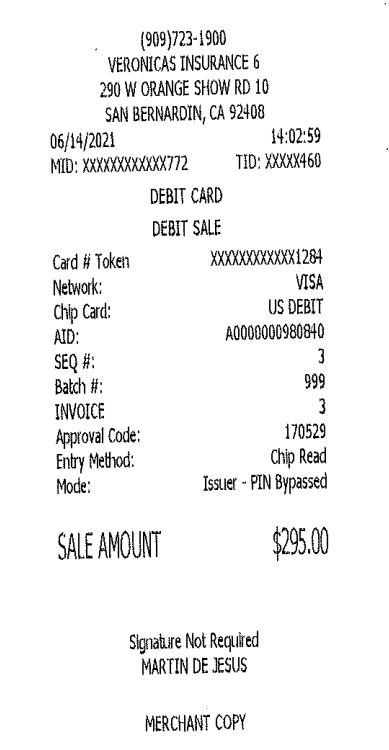 (909)723-1900
VERONICAS INSURANCE 6
290 W ORANGE SHOW RD 10
SAN BERNARDIN, CA 92408
06/14/2021 14:02:59
MID: XXXXXXXXXXXX772 TID: XXXXX460
DEBIT CARD
DEBIT SALE
Card # Token XXXXXXXXXXXX1284
Network: VISA
Chip Card: US DEBIT
AID: A0000000980840
SEQ #: 3
Batch #: 999
INVOICE 3
Approval Code: 170529
Entry Method: Chip Read
Mode: Issuer - PIN Bypassed
SALE AMOUNT $295.00
Signature Not Required
MARTIN DE JESUS
MERCHANT COPY